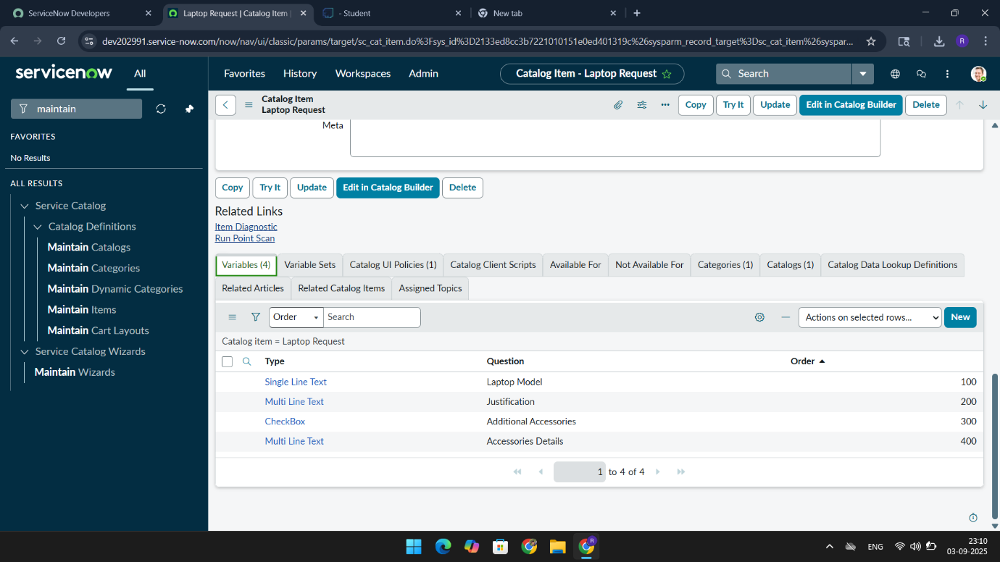 ServiceNow Developers
Laptop Request | Catalog Item |
- Student
New tab
dev202991.service-now.com/now/nav/ui/classic/params/target/sc_cat_item.do%3Fsys_id%3D2133ed8cc3b7221010151e0ed401319c%26sysparm_record_target%3Dsc_cat_item%26syspar...
R
servicenow
All
Favorites
History
Workspaces
Admin
Catalog Item - Laptop Request
Search
maintain
FAVORITES
No Results
ALL RESULTS
Service Catalog
Catalog Definitions
Maintain Catalogs
Maintain Categories
Maintain Dynamic Categories
Maintain Items
Maintain Cart Layouts
Service Catalog Wizards
Maintain Wizards
Catalog Item
Laptop Request
Copy
Try It
Update
Edit in Catalog Builder
Delete
Meta
Copy
Try It
Update
Edit in Catalog Builder
Delete
Related Links
Item Diagnostic
Run Point Scan
Variables (4)
Variable Sets
Catalog UI Policies (1)
Catalog Client Scripts
Available For
Not Available For
Categories (1)
Catalogs (1)
Catalog Data Lookup Definitions
Related Articles
Related Catalog Items
Assigned Topics
Order
Search
Actions on selected rows...
New
Catalog item = Laptop Request
Type Question Order
Single Line Text Laptop Model 100
Multi Line Text Justification 200
CheckBox Additional Accessories 300
Multi Line Text Accessories Details 400
1 to 4 of 4
R
ENG
23:10
03-09-2025